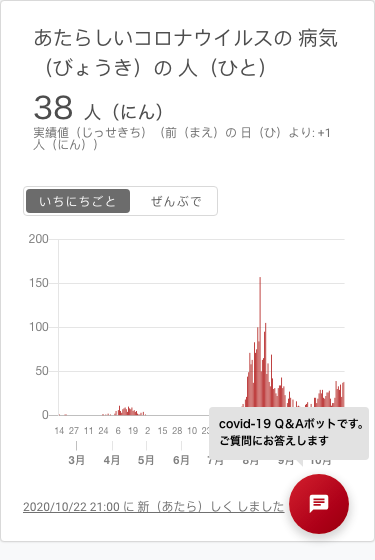 あたらしいコロナウイルスの 病気
（びょうき）の 人（ひと）
38 人（にん）
実績値（じっせきち）（前（まえ）の 日（ひ）より: +1
人（にん））
いちにちごと ぜんぶで
200
150
100
50
0
14 27 11 24 6 19 2 15 28 10 23
3月 4月 5月 6月 7月 8月 9月 10月
covid-19 Q&Aボットです。
ご質問にお答えします
2020/10/22 21:00 に 新（あたら）しく しました